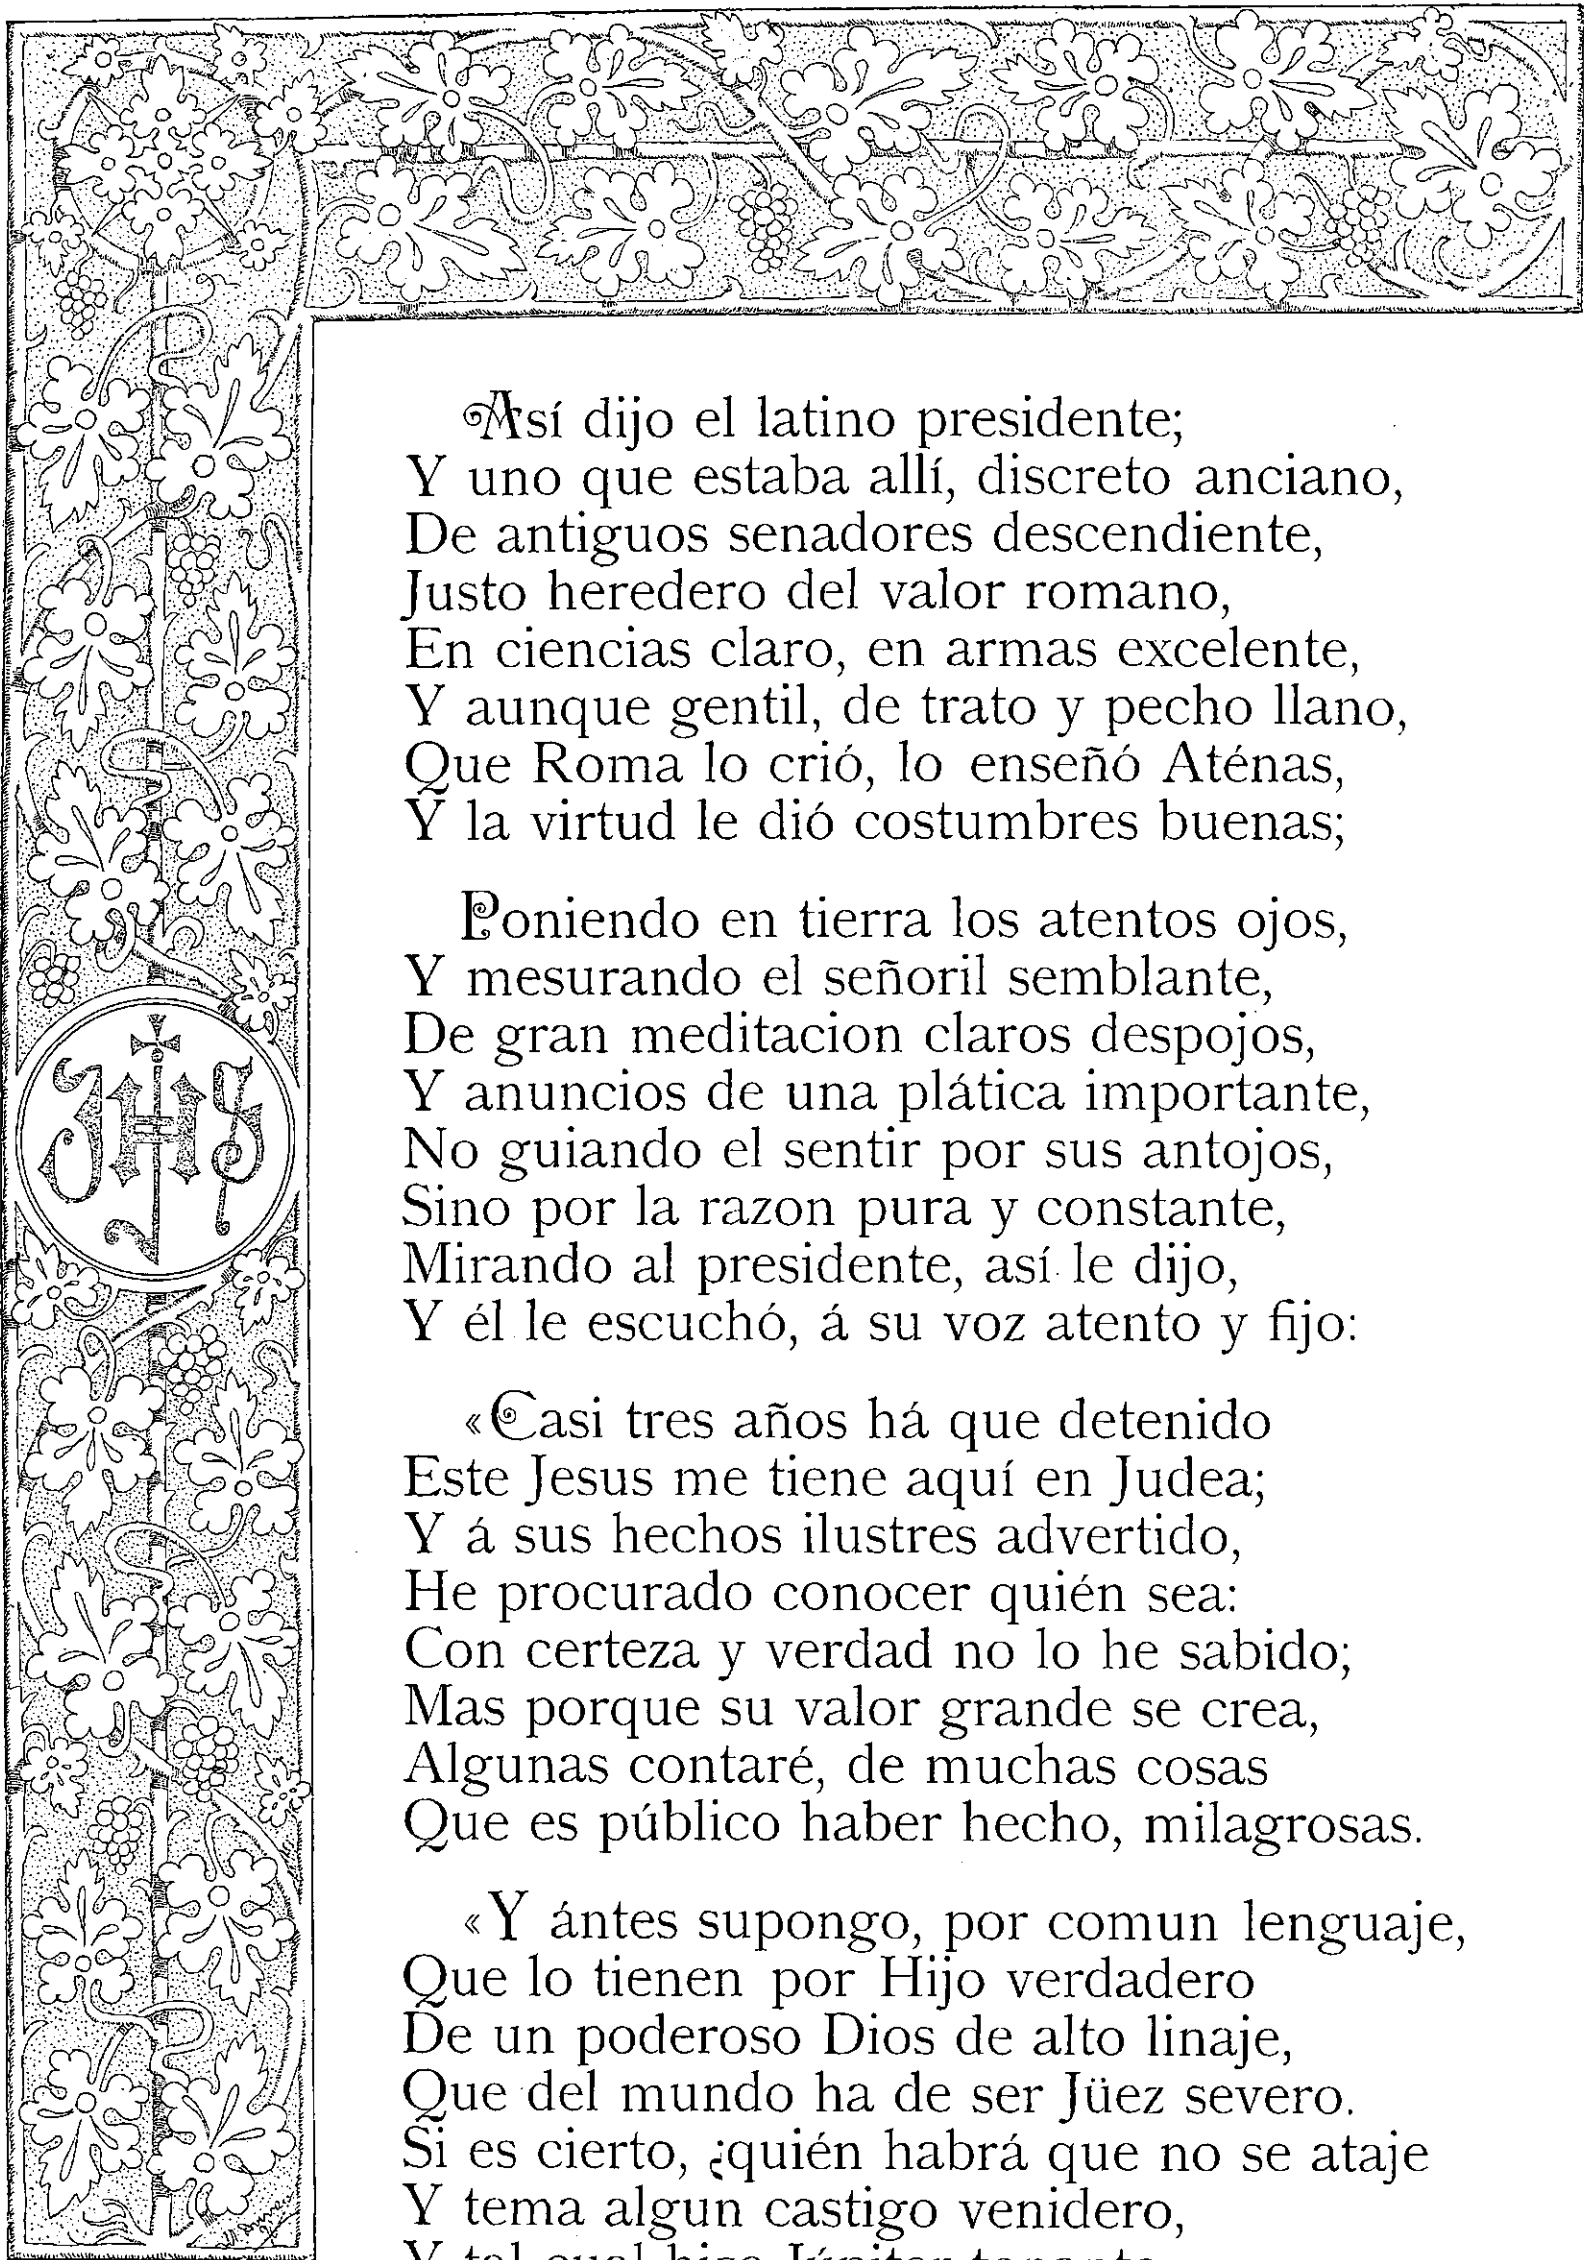 JHS
Así dijo el latino presidente;
Y uno que estaba allí, discreto anciano,
De antiguos senadores descendiente,
Justo heredero del valor romano,
En ciencias claro, en armas excelente,
Y aunque gentil, de trato y pecho llano,
Que Roma lo crió, lo enseñó Aténas,
Y la virtud le dió costumbres buenas;
Poniendo en tierra los atentos ojos,
Y mesurando el señoril semblante,
De gran meditacion claros despojos,
Y anuncios de una plática importante,
No guiando el sentir por sus antojos,
Sino por la razon pura y constante,
Mirando al presidente, así le dijo,
Y él le escuchó, á su voz atento y fijo:
«Casi tres años há que detenido
Este Jesus me tiene aquí en Judea;
Y á sus hechos ilustres advertido,
He procurado conocer quién sea:
Con certeza y verdad no lo he sabido;
Mas porque su valor grande se crea,
Algunas contaré, de muchas cosas
Que es público haber hecho, milagrosas.
«Y ántes supongo, por comun lenguaje,
Que lo tienen por Hijo verdadero
De un poderoso Dios de alto linaje,
Que del mundo ha de ser Jüez severo.
Si es cierto, ¿quién habrá que no se ataje
Y tema algun castigo venidero,